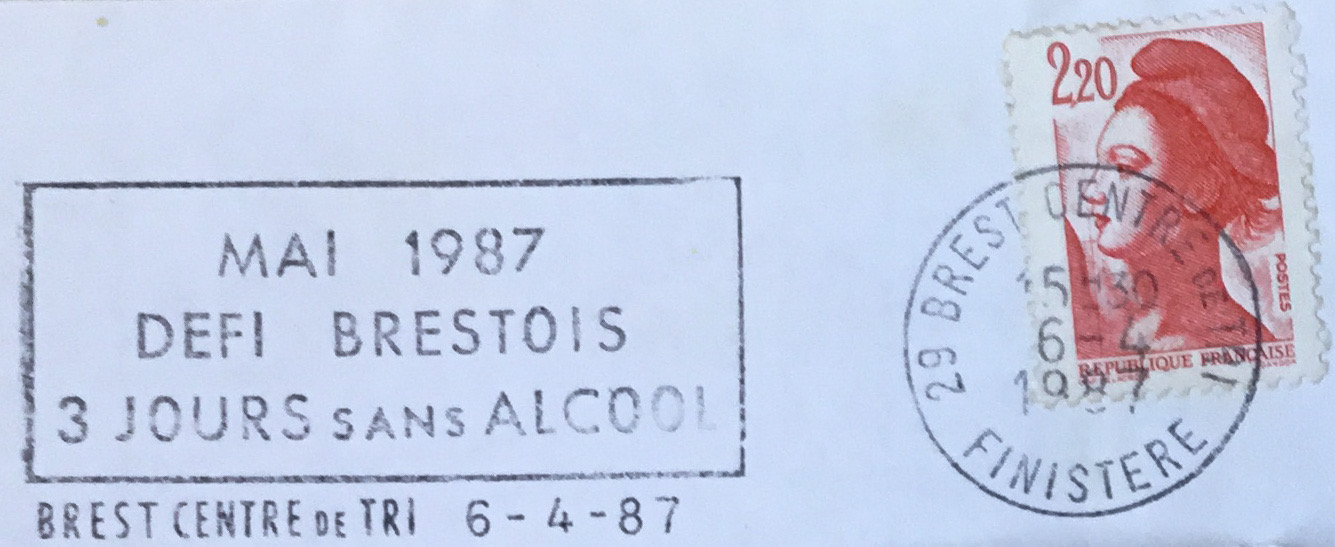 MAI 1987
DEFI BRESTOIS
3 JOURS SANS ALCOOL
BREST CENTRE DE TRI 6-4-87
2,20
POSTES
REPUBLIQUE FRANCAISE
29 BREST CENTRE DE TRI
15H30
6-4
1987
FINISTERE